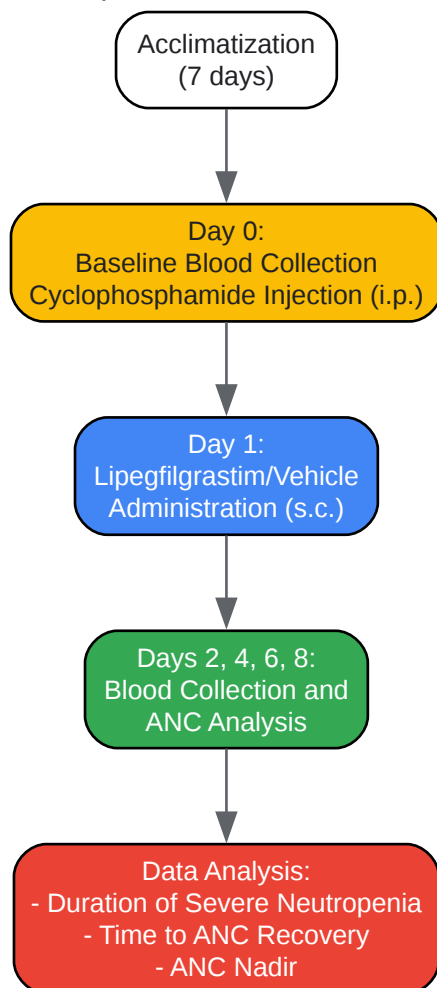 Acclimatization
(7 days)
Day 0:
Baseline Blood Collection
Cyclophosphamide Injection (i.p.)
Day 1:
Lipegfilgrastim/Vehicle
Administration (s.c.)
Days 2, 4, 6, 8:
Blood Collection and
ANC Analysis
Data Analysis:
- Duration of Severe Neutropenia
- Time to ANC Recovery
- ANC Nadir